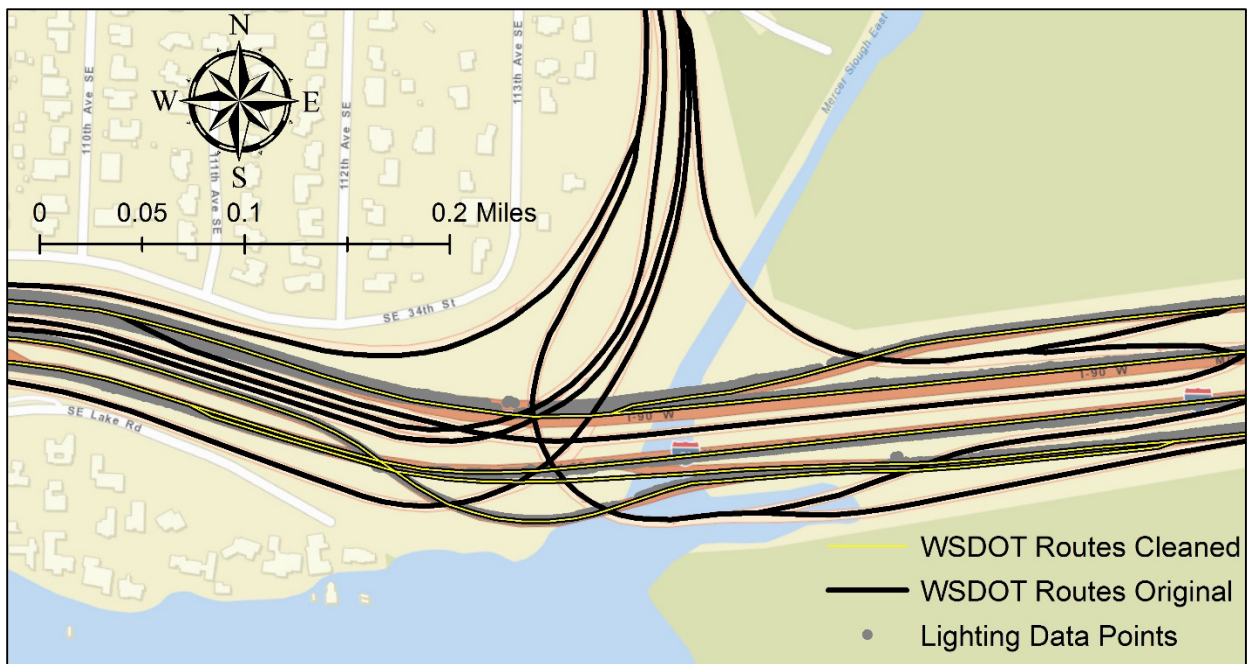 N
W E
S
110th Ave SE
111th Ave SE
112th Ave SE
113th Ave SE
Mercer Slough East
0 0.05 0.1 0.2 Miles
SE 34th St
I-90 W
I-90 W
SE Lake Rd
WSDOT Routes Cleaned
WSDOT Routes Original
Lighting Data Points